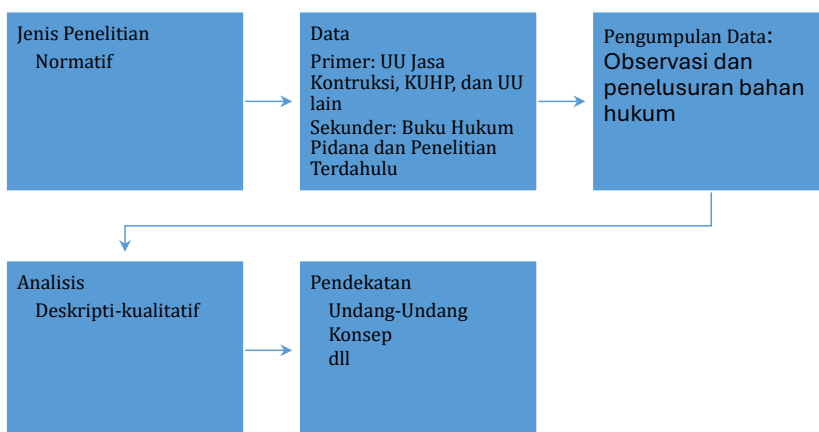 Jenis Penelitian
Normatif
Data
Primer: UU Jasa
Kontruksi, KUHP, dan UU
lain
Sekunder: Buku Hukum
Pidana dan Penelitian
Terdahulu
Pengumpulan Data:
Observasi dan
penelusuran bahan
hukum
Analisis
Deskripti-kualitatif
Pendekatan
Undang-Undang
Konsep
dll